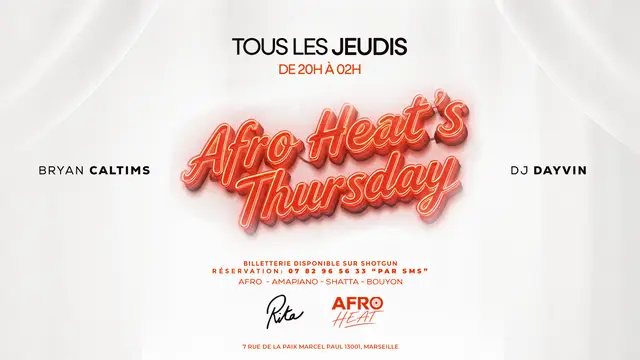 TOUS LES JEUDIS
DE 20H À 02H
Afro Heat's
Thursday
BRYAN CALTIMS
DJ DAYVIN
BILLETTERIE DISPONIBLE SUR SHOTGUN
RÉSERVATION: 07 82 96 56 33 "PAR SMS"
AFRO - AMAPIANO - SHATTA - BOUYON
Rita
AFRO
HEAT
7 RUE DE LA PAIX MARCEL PAUL 13001, MARSEILLE